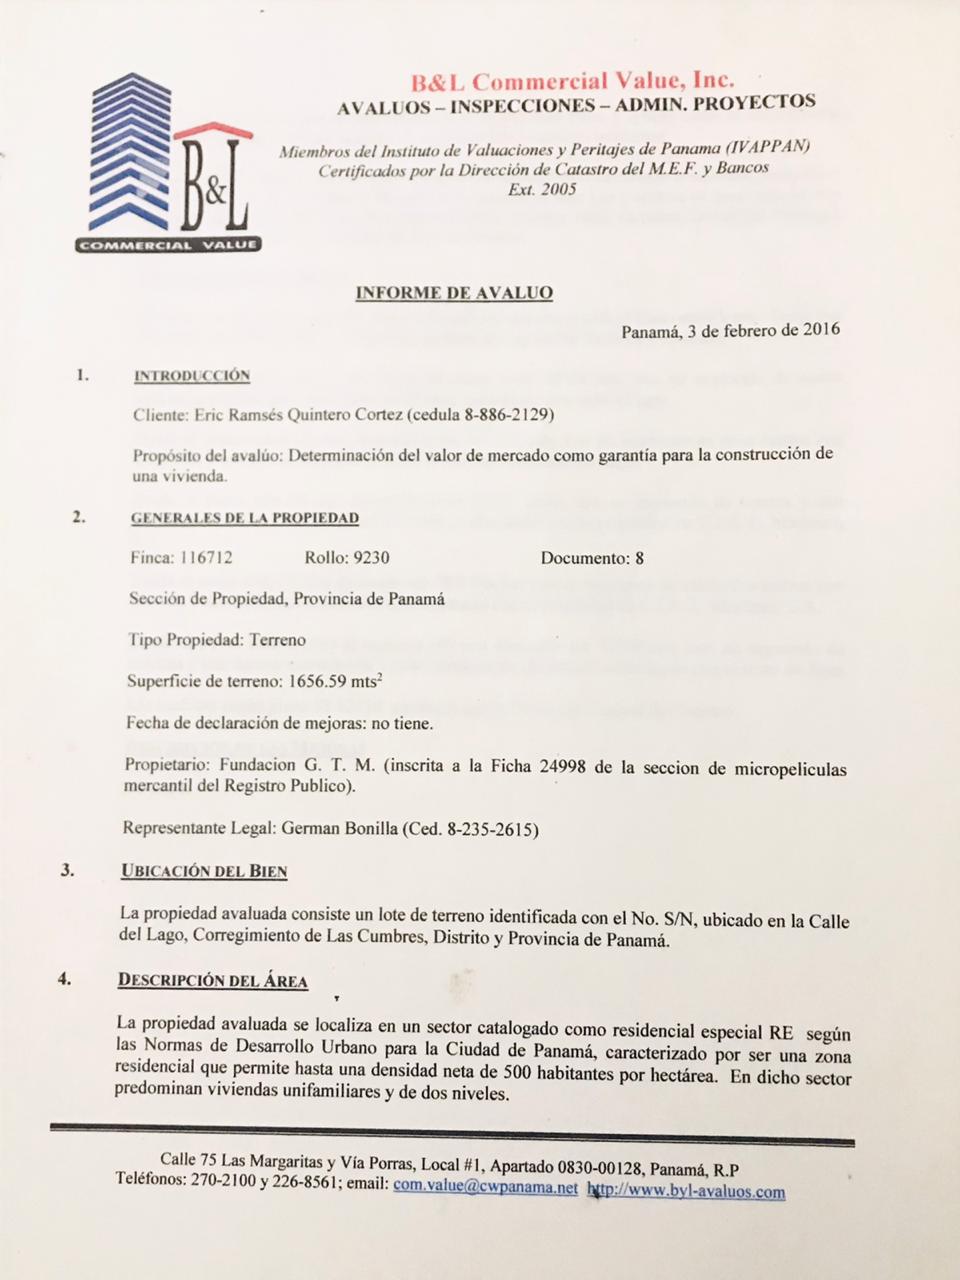 B&L Commercial Value, Inc.
AVALUOS – INSPECCIONES – ADMIN. PROYECTOS
Miembros del Instituto de Valuaciones y Peritajes de Panama (IVAPPAN)
Certificados por la Dirección de Catastro del M.E.F. y Bancos
Ext. 2005
B&L
COMMERCIAL VALUE
INFORME DE AVALUO
Panamá, 3 de febrero de 2016
1. INTRODUCCIÓN
Cliente: Eric Ramsés Quintero Cortez (cedula 8-886-2129)
Propósito del avalúo: Determinación del valor de mercado como garantía para la construcción de
una vivienda.
2. GENERALES DE LA PROPIEDAD
Finca: 116712 Rollo: 9230 Documento: 8
Sección de Propiedad, Provincia de Panamá
Tipo Propiedad: Terreno
Superficie de terreno: 1656.59 mts²
Fecha de declaración de mejoras: no tiene.
Propietario: Fundacion G. T. M. (inscrita a la Ficha 24998 de la seccion de micropeliculas
mercantil del Registro Publico).
Representante Legal: German Bonilla (Ced. 8-235-2615)
3. UBICACIÓN DEL BIEN
La propiedad avaluada consiste un lote de terreno identificada con el No. S/N, ubicado en la Calle
del Lago, Corregimiento de Las Cumbres, Distrito y Provincia de Panamá.
4. DESCRIPCIÓN DEL ÁREA
La propiedad avaluada se localiza en un sector catalogado como residencial especial RE según
las Normas de Desarrollo Urbano para la Ciudad de Panamá, caracterizado por ser una zona
residencial que permite hasta una densidad neta de 500 habitantes por hectárea. En dicho sector
predominan viviendas unifamiliares y de dos niveles.
Calle 75 Las Margaritas y Vía Porras, Local #1, Apartado 0830-00128, Panamá, R.P
Teléfonos: 270-2100 y 226-8561; email: com.value@cwpanama.net http://www.byl-avaluos.com